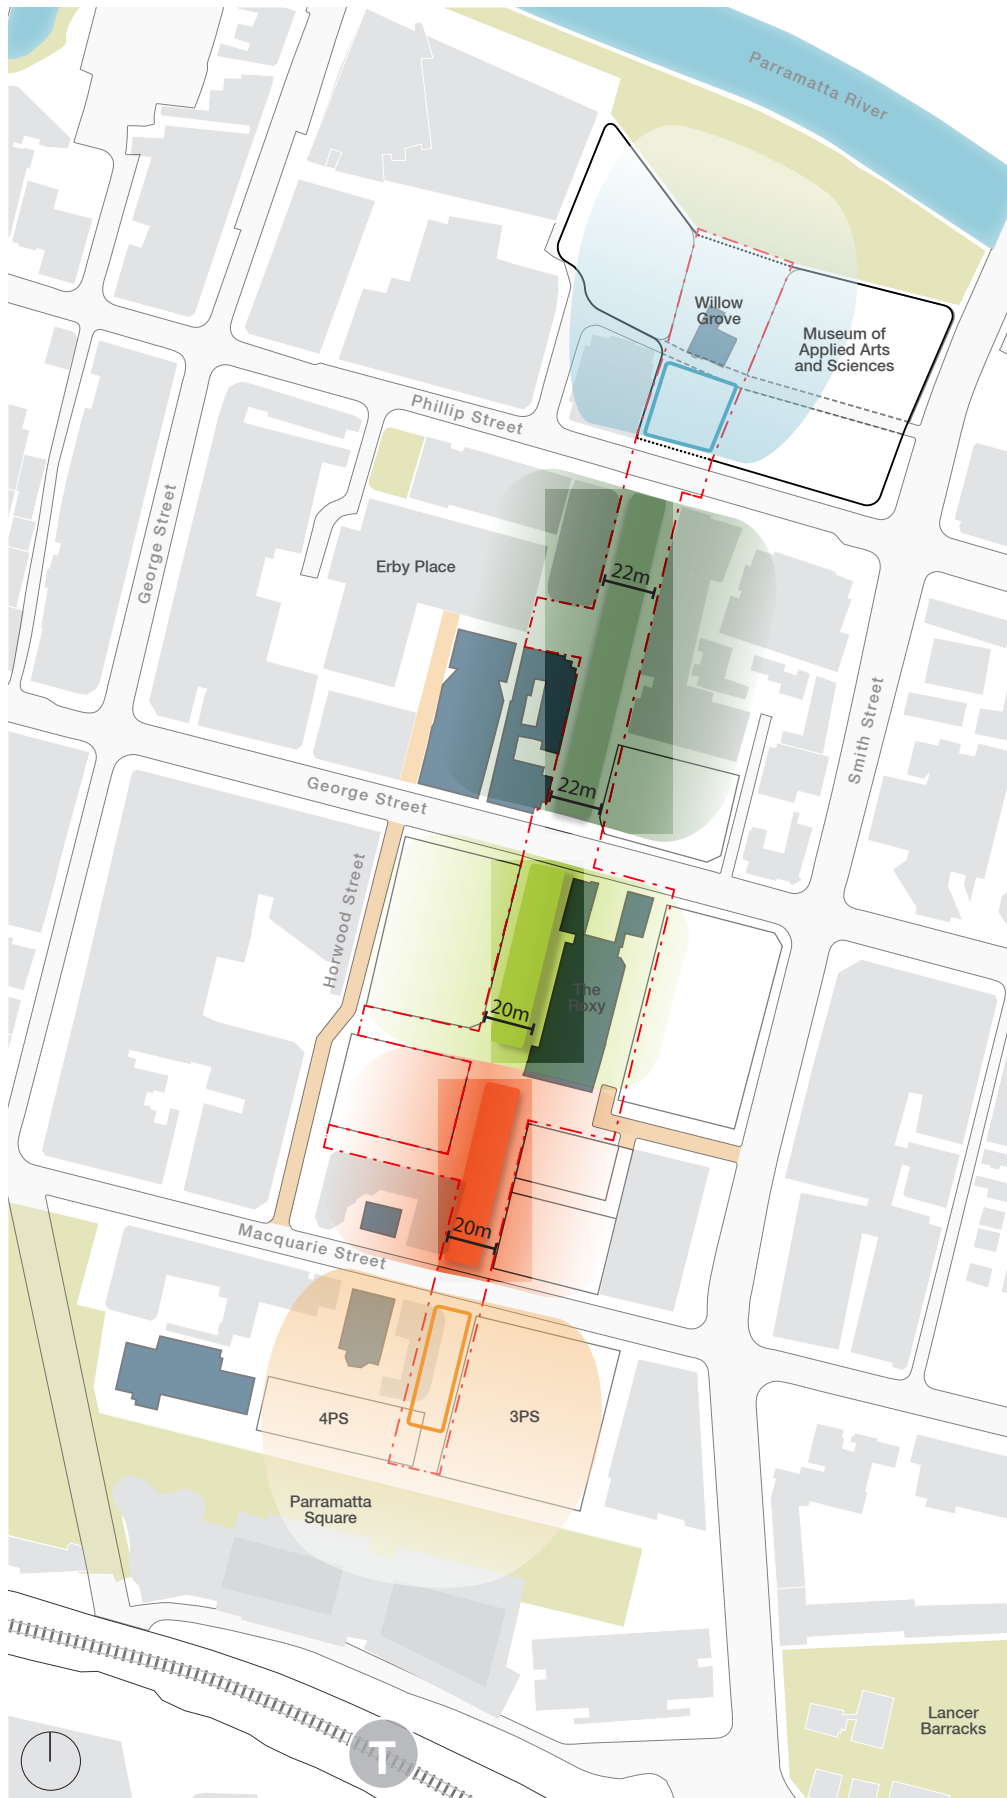 Parramatta River
Willow
Grove
Museum of
Applied Arts
and Sciences
Phillip Street
George Street
Erby Place
22m
Smith Street
22m
George Street
Horwood Street
The
Roxy
20m
20m
Macquarie Street
4PS
3PS
Parramatta
Square
Lancer
Barracks
T